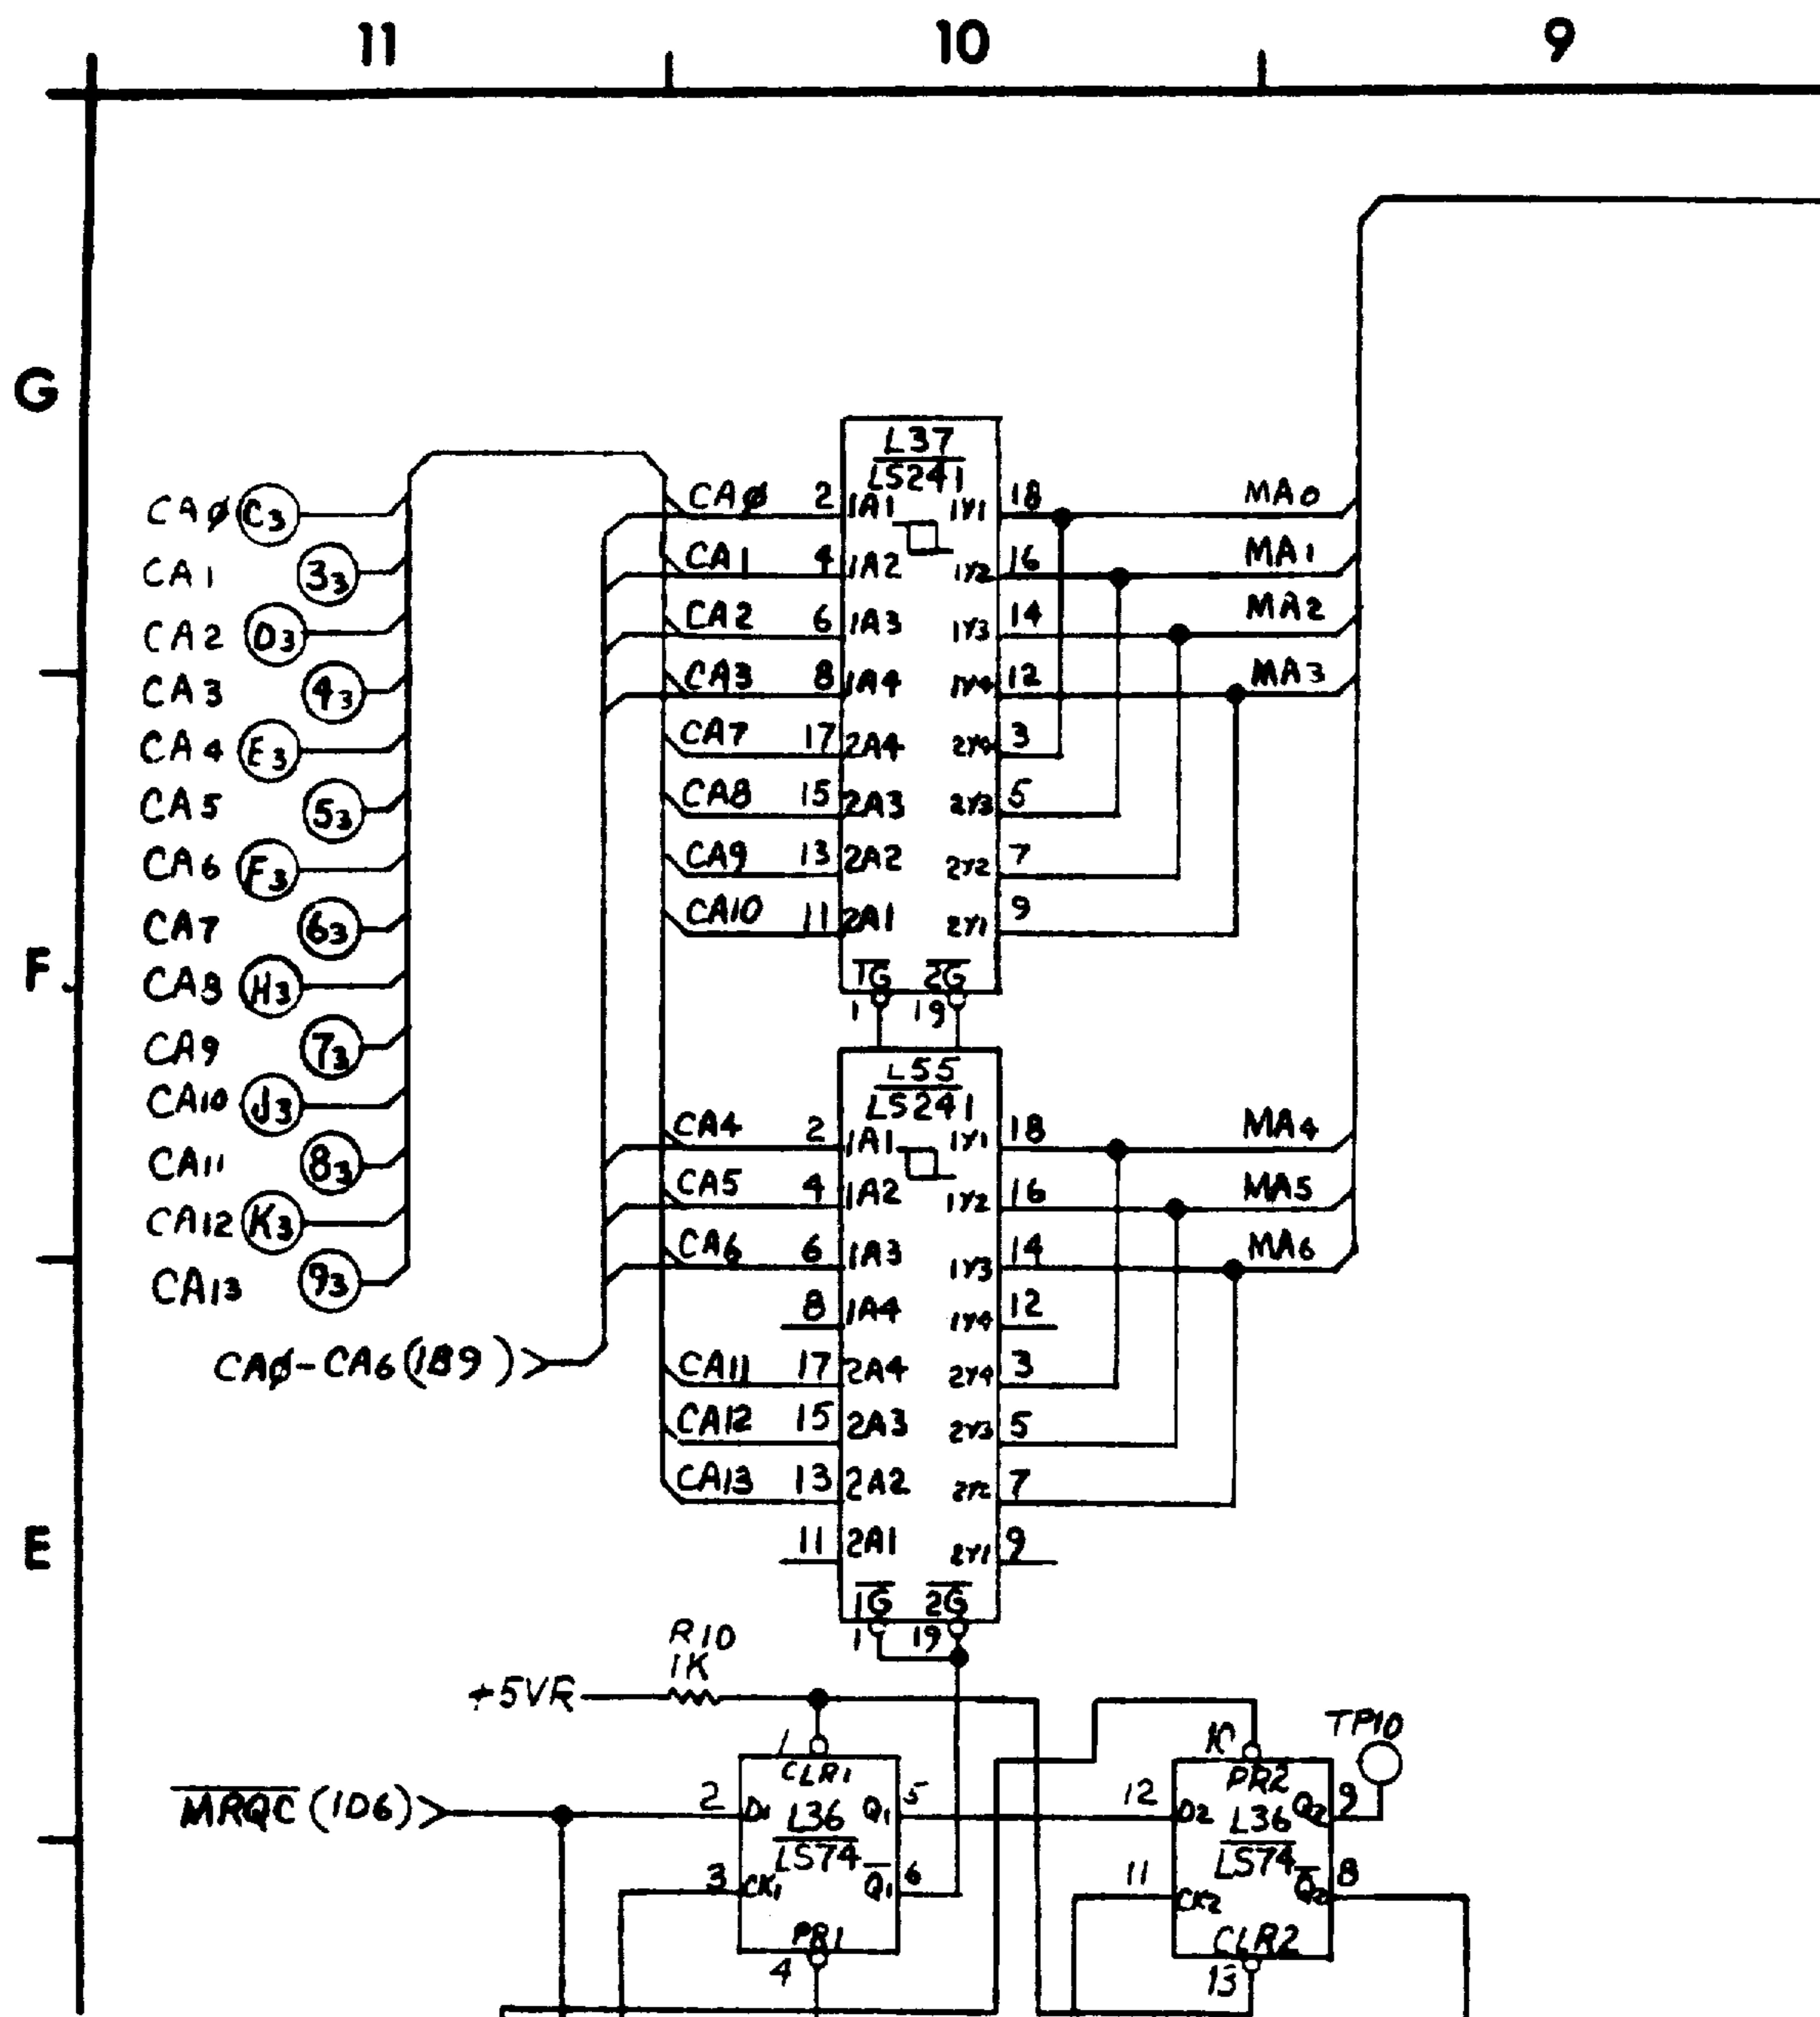 11 10 9
G
F
E
CAØ C3
CA1 33
CA2 D3
CA3 43
CA4 E3
CA5 53
CA6 F3
CA7 63
CA8 H3
CA9 73
CA10 J3
CA11 83
CA12 K3
CA13 93
CAØ-CA6(1B9)
L37
LS241
CAØ 2 1A1 1Y1 18 MA0
CA1 4 1A2 1Y2 16 MA1
CA2 6 1A3 1Y3 14 MA2
CA3 8 1A4 1Y4 12 MA3
CA7 17 2A4 2Y4 3
CA8 15 2A3 2Y3 5
CA9 13 2A2 2Y2 7
CA10 11 2A1 2Y1 9
1G 2G
1 19
L55
LS241
CA4 2 1A1 1Y1 18 MA4
CA5 4 1A2 1Y2 16 MA5
CA6 6 1A3 1Y3 14 MA6
8 1A4 1Y4 12
CA11 17 2A4 2Y4 3
CA12 15 2A3 2Y3 5
CA13 13 2A2 2Y2 7
11 2A1 2Y1 9
1G 2G
1 19
R10
1K
+5VR
MRQC (1D6)
1
CLR1
2 D1 L36 Q1 5
LS74
3 CK1 Q1 6
PR1
4
10
PR2
TP10
12 D2 L36 Q2 9
LS74
11 CK2 Q2 8
CLR2
13